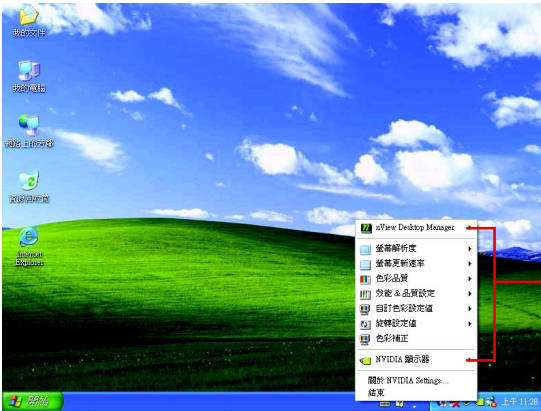 我的文件
我的電腦
網路上的芳鄰
資源回收筒
Internet Explorer
nView Desktop Manager
螢幕解析度
螢幕更新速率
色彩品質
效能 & 品質設定
自訂色彩設定值
旋轉設定值
色彩補正
NVIDIA 顯示器
關於 NVIDIA Settings ...
結束
開始
上午 11:28